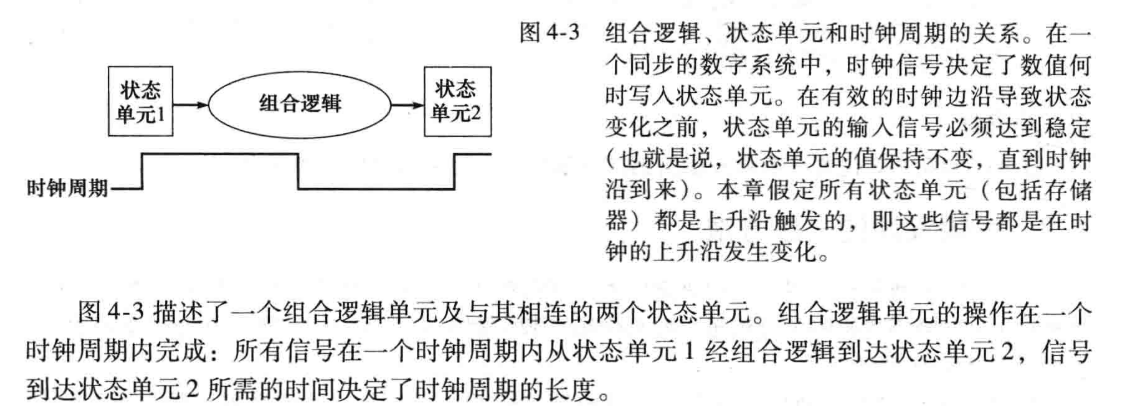 图4-3 组合逻辑、状态单元和时钟周期的关系。在一
个同步的数字系统中，时钟信号决定了数值何
时写入状态单元。在有效的时钟边沿导致状态
变化之前，状态单元的输入信号必须达到稳定
（也就是说，状态单元的值保持不变，直到时钟
沿到来）。本章假定所有状态单元（包括存储
器）都是上升沿触发的，即这些信号都是在时
钟的上升沿发生变化。
状态
单元1
组合逻辑
状态
单元2
时钟周期
图4-3描述了一个组合逻辑单元及与其相连的两个状态单元。组合逻辑单元的操作在一个
时钟周期内完成：所有信号在一个时钟周期内从状态单元1经组合逻辑到达状态单元2，信号
到达状态单元2所需的时间决定了时钟周期的长度。